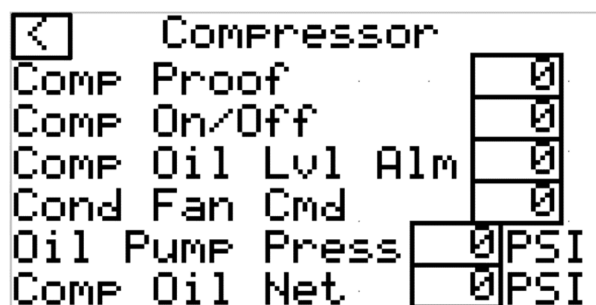 < Compressor
Comp Proof 0
Comp On/Off 0
Comp Oil Lvl Alm 0
Cond Fan Cmd 0
Oil Pump Press 0 PSI
Comp Oil Net 0 PSI